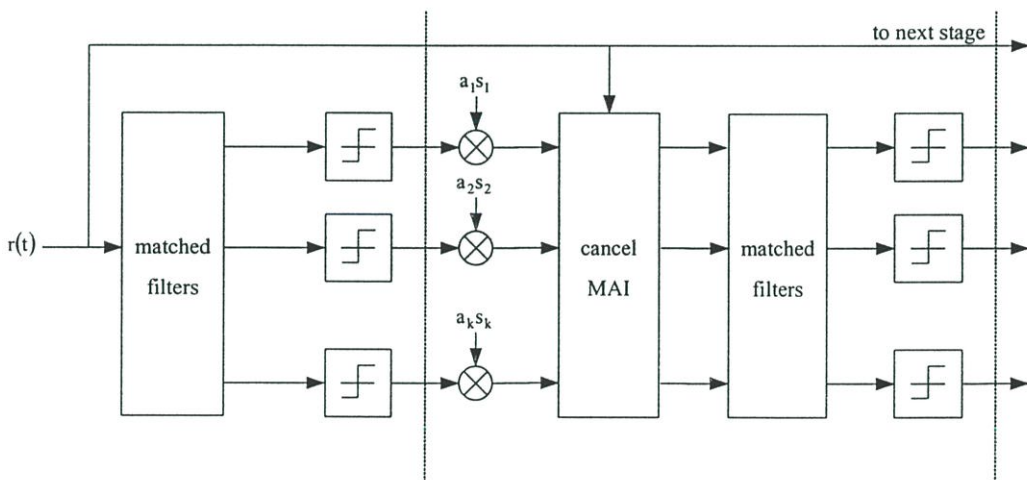 to next stage
a₁s₁
a₂s₂
r(t)
matched
filters
cancel
MAI
matched
filters
aₖsₖ